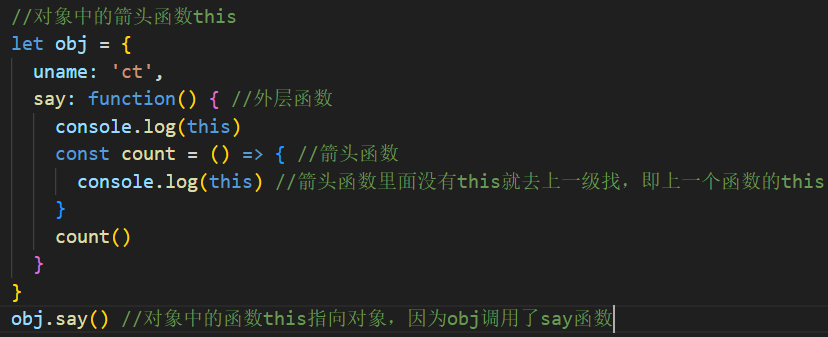 //对象中的箭头函数this
let obj = {
  uname: 'ct',
  say: function() { //外层函数
    console.log(this)
    const count = () => { //箭头函数
      console.log(this) //箭头函数里面没有this就去上一级找，即上一个函数的this
    }
    count()
  }
}
obj.say() //对象中的函数this指向对象，因为obj调用了say函数